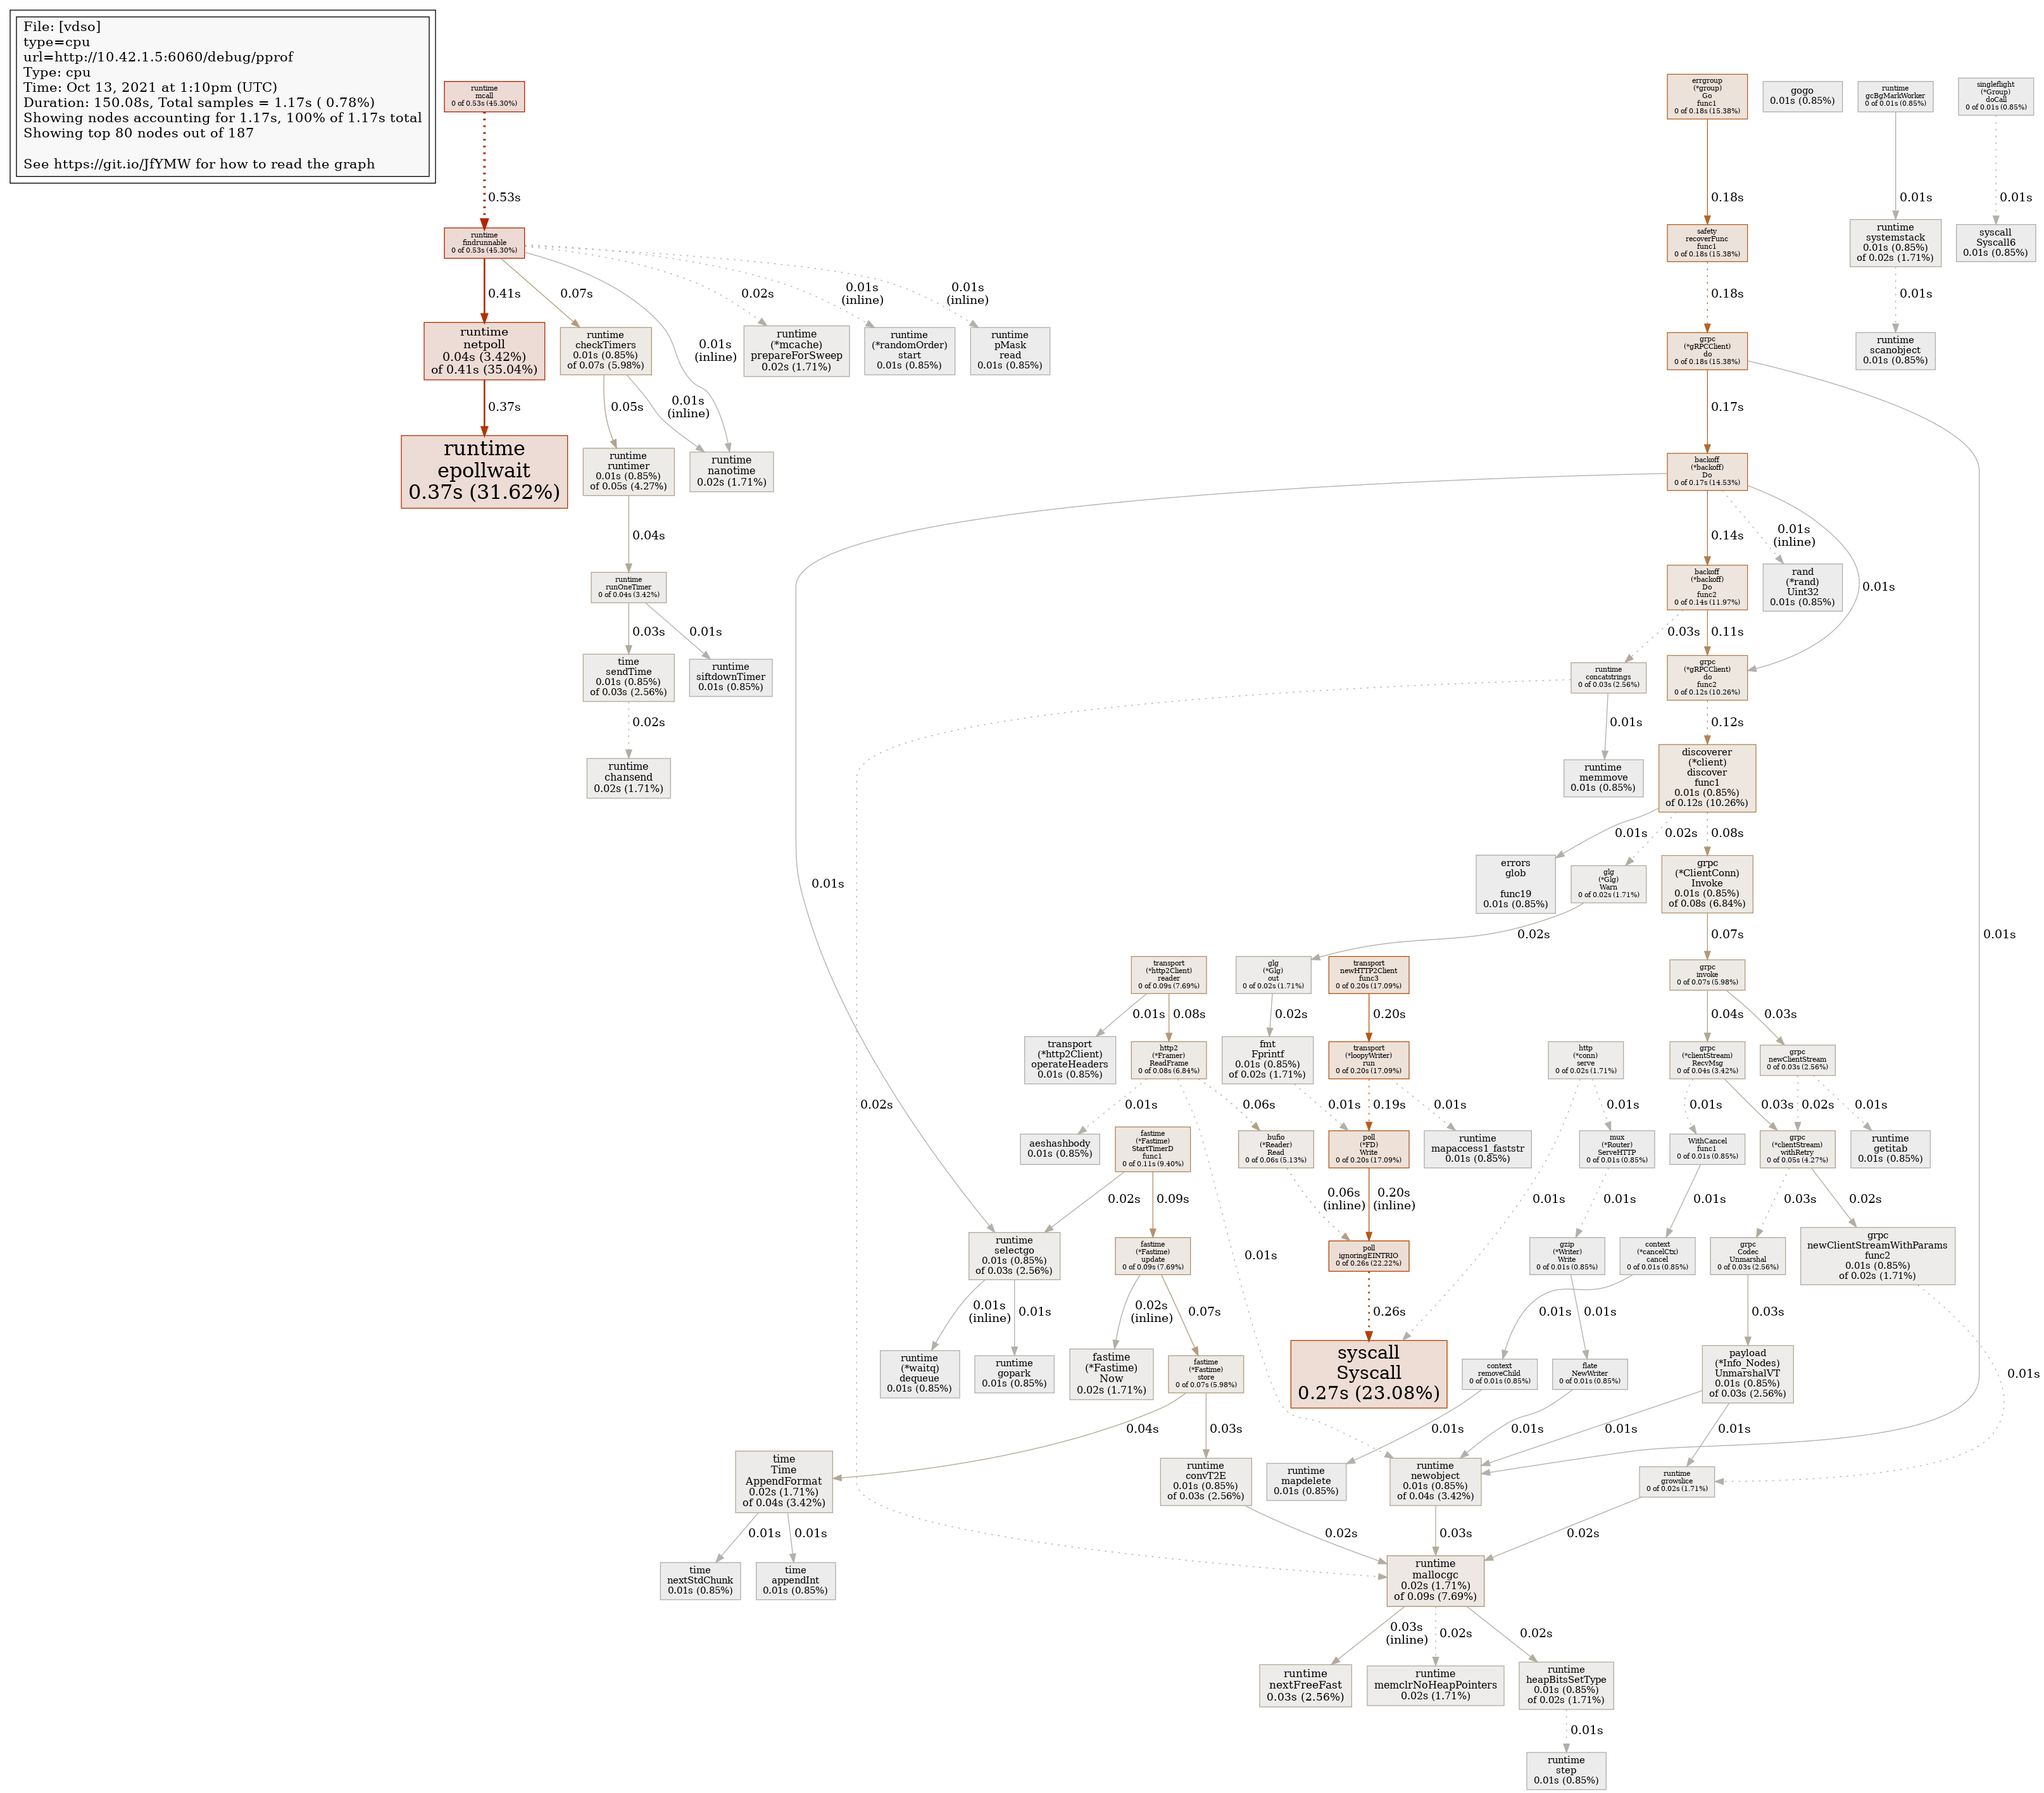 File: [vdso]
type=cpu
url=http://10.42.1.5:6060/debug/pprof
Type: cpu
Time: Oct 13, 2021 at 1:10pm (UTC)
Duration: 150.08s, Total samples = 1.17s ( 0.78%)
Showing nodes accounting for 1.17s, 100% of 1.17s total
Showing top 80 nodes out of 187
See https://git.io/JfYMW for how to read the graph
runtime
mcall
0 of 0.53s (45.30%)
errgroup
(*group)
Go
func1
0 of 0.18s (15.38%)
gogo
0.01s (0.85%)
runtime
gcBgMarkWorker
0 of 0.01s (0.85%)
singleflight
(*Group)
doCall
0 of 0.01s (0.85%)
0.53s
0.18s
0.01s
0.01s
runtime
findrunnable
0 of 0.53s (45.30%)
safety
recoverFunc
func1
0 of 0.18s (15.38%)
runtime
systemstack
0.01s (0.85%)
of 0.02s (1.71%)
syscall
Syscall6
0.01s (0.85%)
0.41s
0.07s
0.01s
(inline)
0.02s
0.01s
(inline)
0.01s
(inline)
0.18s
0.01s
runtime
netpoll
0.04s (3.42%)
of 0.41s (35.04%)
runtime
checkTimers
0.01s (0.85%)
of 0.07s (5.98%)
runtime
(*mcache)
prepareForSweep
0.02s (1.71%)
runtime
(*randomOrder)
start
0.01s (0.85%)
runtime
pMask
read
0.01s (0.85%)
grpc
(*gRPCClient)
do
0 of 0.18s (15.38%)
runtime
scanobject
0.01s (0.85%)
0.37s
0.05s
0.01s
(inline)
0.17s
0.01s
runtime
epollwait
0.37s (31.62%)
runtime
runtimer
0.01s (0.85%)
of 0.05s (4.27%)
runtime
nanotime
0.02s (1.71%)
backoff
(*backoff)
Do
0 of 0.17s (14.53%)
0.04s
0.01s
0.14s
0.01s
(inline)
0.01s
runtime
runOneTimer
0 of 0.04s (3.42%)
backoff
(*backoff)
Do
func2
0 of 0.14s (11.97%)
rand
(*rand)
Uint32
0.01s (0.85%)
0.03s
0.01s
0.03s
0.11s
time
sendTime
0.01s (0.85%)
of 0.03s (2.56%)
runtime
siftdownTimer
0.01s (0.85%)
runtime
concatstrings
0 of 0.03s (2.56%)
grpc
(*gRPCClient)
do
func2
0 of 0.12s (10.26%)
0.02s
0.02s
0.01s
0.12s
runtime
chansend
0.02s (1.71%)
runtime
memmove
0.01s (0.85%)
discoverer
(*client)
discover
func1
0.01s (0.85%)
of 0.12s (10.26%)
0.01s
0.02s
0.08s
errors
glob

func19
0.01s (0.85%)
glg
(*Glg)
Warn
0 of 0.02s (1.71%)
grpc
(*ClientConn)
Invoke
0.01s (0.85%)
of 0.08s (6.84%)
0.02s
0.07s
transport
(*http2Client)
reader
0 of 0.09s (7.69%)
glg
(*Glg)
out
0 of 0.02s (1.71%)
transport
newHTTP2Client
func3
0 of 0.20s (17.09%)
grpc
invoke
0 of 0.07s (5.98%)
0.01s
0.08s
0.02s
0.20s
0.04s
0.03s
transport
(*http2Client)
operateHeaders
0.01s (0.85%)
http2
(*Framer)
ReadFrame
0 of 0.08s (6.84%)
fmt
Fprintf
0.01s (0.85%)
of 0.02s (1.71%)
transport
(*loopyWriter)
run
0 of 0.20s (17.09%)
http
(*conn)
serve
0 of 0.02s (1.71%)
grpc
(*clientStream)
RecvMsg
0 of 0.04s (3.42%)
grpc
newClientStream
0 of 0.03s (2.56%)
0.01s
0.06s
0.01s
0.01s
0.19s
0.01s
0.01s
0.01s
0.01s
0.03s
0.02s
0.01s
aeshashbody
0.01s (0.85%)
fastime
(*Fastime)
StartTimerD
func1
0 of 0.11s (9.40%)
bufio
(*Reader)
Read
0 of 0.06s (5.13%)
poll
(*FD)
Write
0 of 0.20s (17.09%)
runtime
mapaccess1_faststr
0.01s (0.85%)
mux
(*Router)
ServeHTTP
0 of 0.01s (0.85%)
WithCancel
func1
0 of 0.01s (0.85%)
grpc
(*clientStream)
withRetry
0 of 0.05s (4.27%)
runtime
getitab
0.01s (0.85%)
0.02s
0.09s
0.06s
(inline)
0.20s
(inline)
0.01s
0.01s
0.03s
0.02s
runtime
selectgo
0.01s (0.85%)
of 0.03s (2.56%)
fastime
(*Fastime)
update
0 of 0.09s (7.69%)
poll
ignoringEINTRIO
0 of 0.26s (22.22%)
gzip
(*Writer)
Write
0 of 0.01s (0.85%)
context
(*cancelCtx)
cancel
0 of 0.01s (0.85%)
grpc
Codec
Unmarshal
0 of 0.03s (2.56%)
grpc
newClientStreamWithParams
func2
0.01s (0.85%)
of 0.02s (1.71%)
0.01s
(inline)
0.01s
0.02s
(inline)
0.07s
0.26s
0.01s
0.01s
0.03s
0.01s
runtime
(*waitq)
dequeue
0.01s (0.85%)
runtime
gopark
0.01s (0.85%)
fastime
(*Fastime)
Now
0.02s (1.71%)
fastime
(*Fastime)
store
0 of 0.07s (5.98%)
syscall
Syscall
0.27s (23.08%)
context
removeChild
0 of 0.01s (0.85%)
flate
NewWriter
0 of 0.01s (0.85%)
payload
(*Info_Nodes)
UnmarshalVT
0.01s (0.85%)
of 0.03s (2.56%)
0.04s
0.03s
0.01s
0.01s
0.01s
0.01s
time
Time
AppendFormat
0.02s (1.71%)
of 0.04s (3.42%)
runtime
convT2E
0.01s (0.85%)
of 0.03s (2.56%)
runtime
mapdelete
0.01s (0.85%)
runtime
newobject
0.01s (0.85%)
of 0.04s (3.42%)
runtime
growslice
0 of 0.02s (1.71%)
0.01s
0.01s
0.02s
0.03s
0.02s
time
nextStdChunk
0.01s (0.85%)
time
appendInt
0.01s (0.85%)
runtime
mallocgc
0.02s (1.71%)
of 0.09s (7.69%)
0.03s
(inline)
0.02s
0.02s
runtime
nextFreeFast
0.03s (2.56%)
runtime
memclrNoHeapPointers
0.02s (1.71%)
runtime
heapBitsSetType
0.01s (0.85%)
of 0.02s (1.71%)
0.01s
runtime
step
0.01s (0.85%)